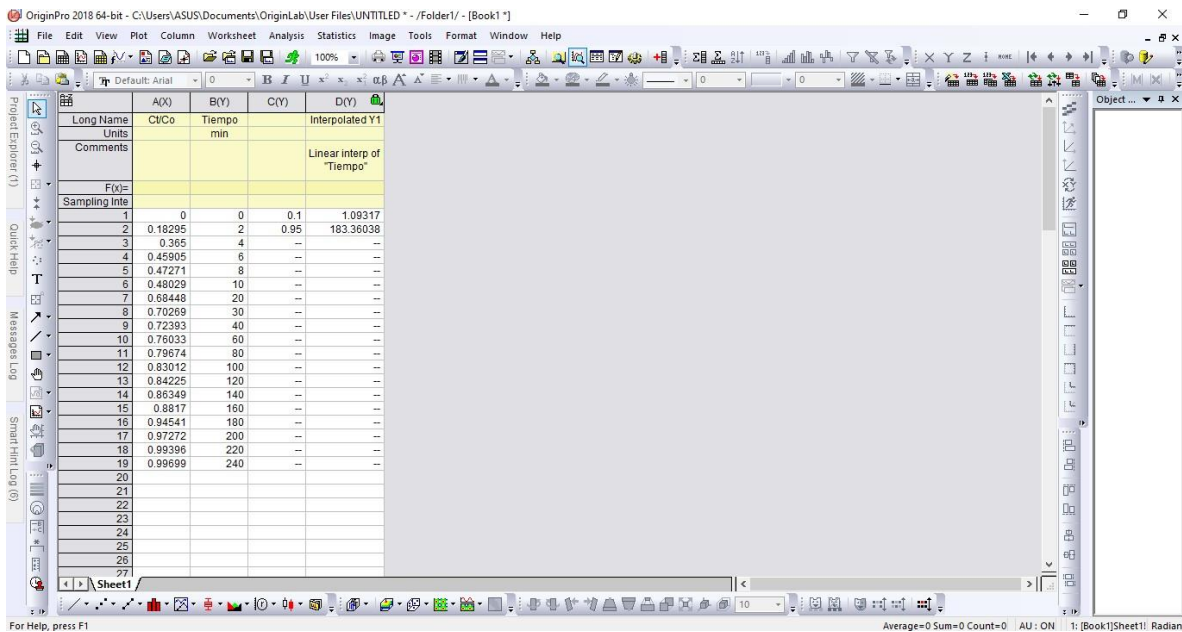 OriginPro 2018 64-bit - C:\Users\ASUS\Documents\OriginLab\User Files\UNTITLED * - /Folder1/ - [Book1 *]
File Edit View Plot Column Worksheet Analysis Statistics Image Tools Format Window Help
100% X Y Z
Default: Arial 0 B I U αβ A A 0 0
Project Explorer (1)
Quick Help
Messages Log
Smart Hint Log (6)
Object ...
A(X) B(Y) C(Y) D(Y)
Long Name Ct/Co Tiempo Interpolated Y1
Units min
Comments Linear interp of
"Tiempo"
F(x)=
Sampling Inte
1 0 0 0.1 1.09317
2 0.18295 2 0.95 183.36038
3 0.365 4 -- --
4 0.45905 6 -- --
5 0.47271 8 -- --
6 0.48029 10 -- --
7 0.68448 20 -- --
8 0.70269 30 -- --
9 0.72393 40 -- --
10 0.76033 60 -- --
11 0.79674 80 -- --
12 0.83012 100 -- --
13 0.84225 120 -- --
14 0.86349 140 -- --
15 0.8817 160 -- --
16 0.94541 180 -- --
17 0.97272 200 -- --
18 0.99396 220 -- --
19 0.99699 240 -- --
20
21
22
23
24
25
26
27
Sheet1
10
For Help, press F1
Average=0 Sum=0 Count=0 AU : ON 1: [Book1]Sheet1! Radian